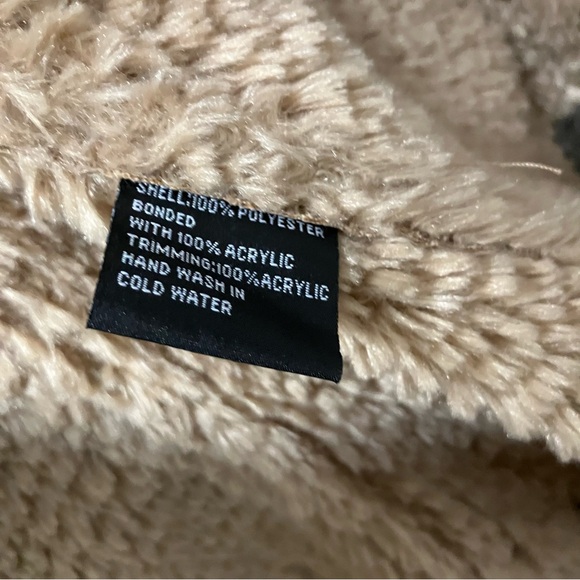 SHELL:100% POLYESTER
BONDED
WITH 100% ACRYLIC
TRIMMING:100%ACRYLIC
HAND WASH IN
COLD WATER